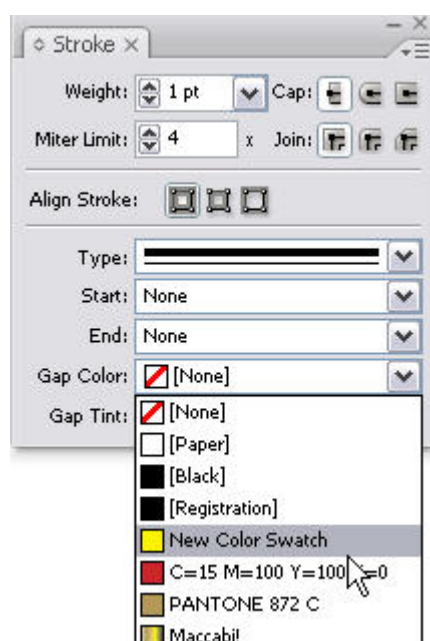 Stroke
Weight: 1 pt Cap:
Miter Limit: 4 x Join:
Align Stroke:
Type:
Start: None
End: None
Gap Color: [None]
Gap Tint: [None]
[Paper]
[Black]
[Registration]
New Color Swatch
C=15 M=100 Y=100 =0
PANTONE 872 C
Maccabi!